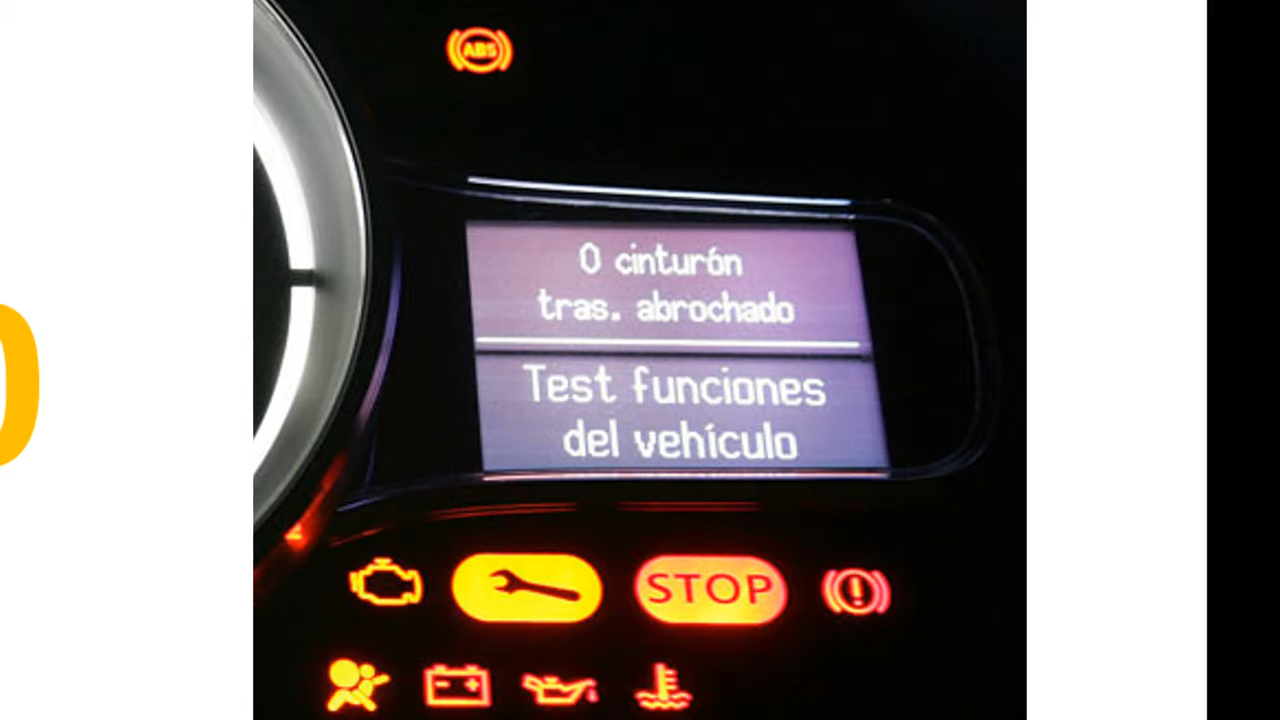 ABS
0 cinturón
tras. abrochado
Test funciones
del vehículo
STOP